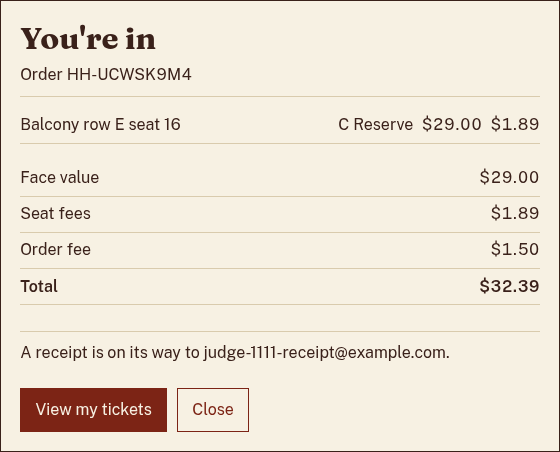 You're in
Order HH-UCWSK9M4
Balcony row E seat 16 C Reserve $29.00 $1.89
Face value $29.00
Seat fees $1.89
Order fee $1.50
Total $32.39
A receipt is on its way to judge-1111-receipt@example.com.
View my tickets Close